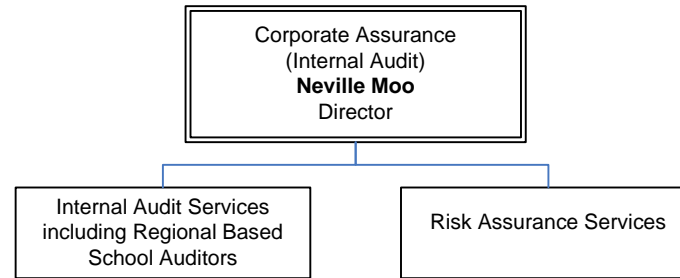 Corporate Assurance
(Internal Audit)
Neville Moo
Director
Internal Audit Services
including Regional Based
School Auditors
Risk Assurance Services